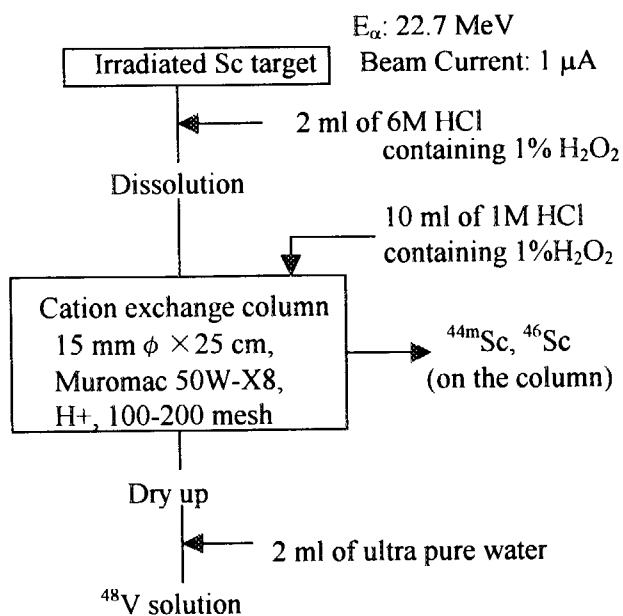 Eα: 22.7 MeV
Irradiated Sc target
Beam Current: 1 μA
2 ml of 6M HCl
containing 1% H₂O₂
Dissolution
10 ml of 1M HCl
containing 1%H₂O₂
Cation exchange column
15 mm ϕ ×25 cm,
Muromac 50W-X8,
H+, 100-200 mesh
⁴⁴ᵐSc, ⁴⁶Sc
(on the column)
Dry up
2 ml of ultra pure water
⁴⁸V solution